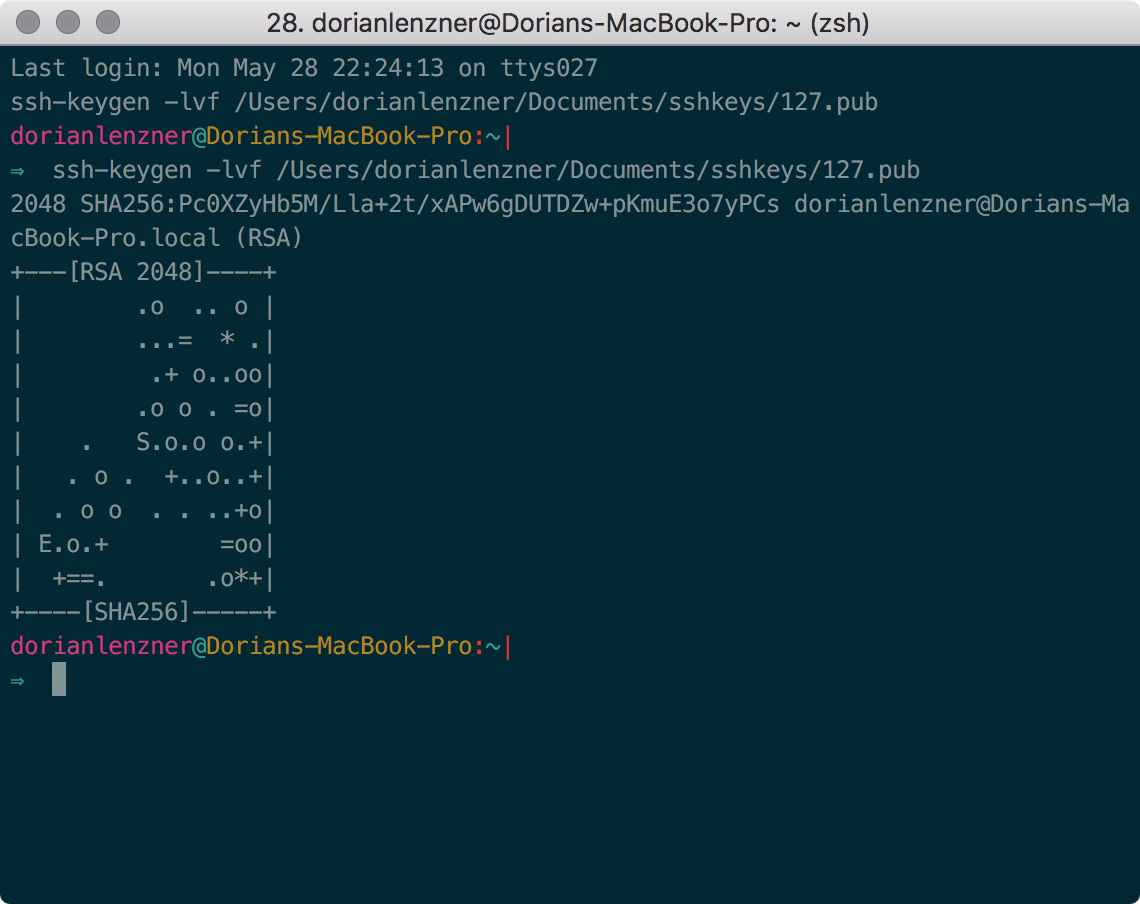 28. dorianlenzner@Dorians-MacBook-Pro: ~ (zsh)
Last login: Mon May 28 22:24:13 on ttys027
ssh-keygen -lvf /Users/dorianlenzner/Documents/sshkeys/127.pub
dorianlenzner@Dorians-MacBook-Pro:~|
⇒  ssh-keygen -lvf /Users/dorianlenzner/Documents/sshkeys/127.pub
2048 SHA256:Pc0XZyHb5M/Lla+2t/xAPw6gDUTDZw+pKmuE3o7yPCs dorianlenzner@Dorians-Ma
cBook-Pro.local (RSA)
+---[RSA 2048]----+
|        .o  .. o |
|        ...=  * .|
|         .+ o..oo|
|        .o o . =o|
|    .   S.o.o o.+|
|   . o .  +..o..+|
|  . o o  . . ..+o|
| E.o.+        =oo|
|  +==.       .o*+|
+----[SHA256]-----+
dorianlenzner@Dorians-MacBook-Pro:~|
⇒